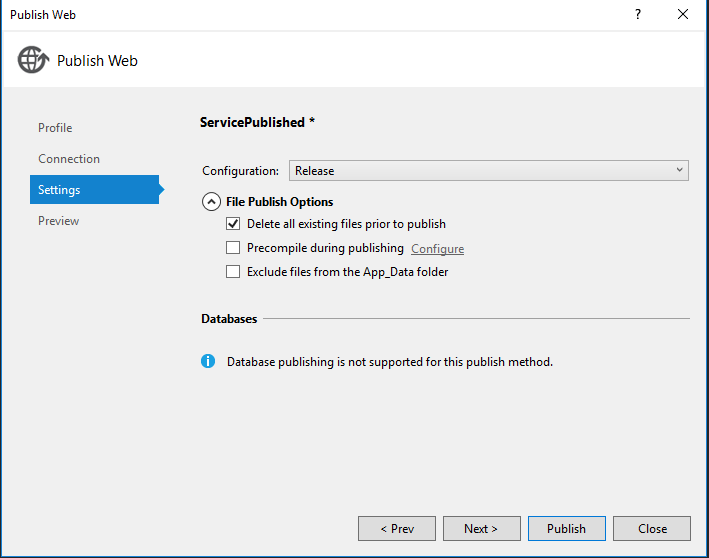 Publish Web
?
Publish Web
Profile
Connection
Settings
Preview
ServicePublished *
Configuration: Release
File Publish Options
Delete all existing files prior to publish
Precompile during publishing Configure
Exclude files from the App_Data folder
Databases
Database publishing is not supported for this publish method.
< Prev Next > Publish Close